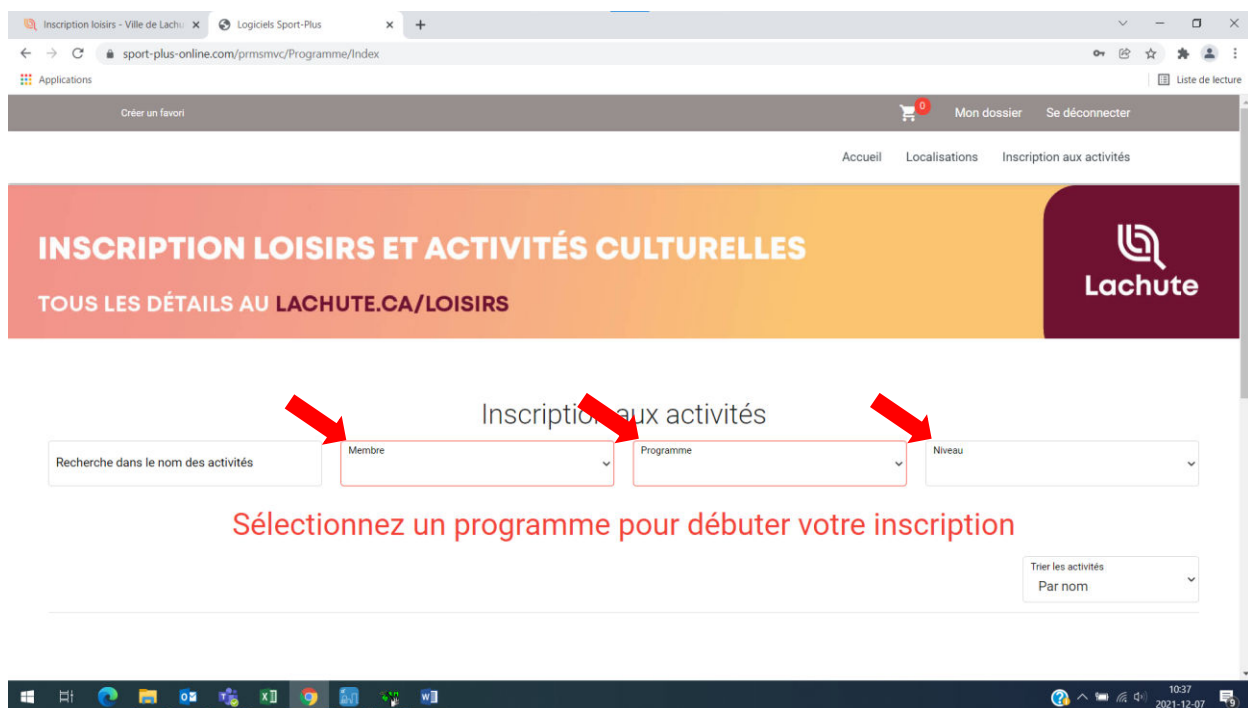 Inscription loisirs - Ville de Lachu
Logiciels Sport-Plus
sport-plus-online.com/prmsmvc/Programme/Index
Applications
Liste de lecture
Créer un favori
0
Mon dossier
Se déconnecter
Accueil
Localisations
Inscription aux activités
INSCRIPTION LOISIRS ET ACTIVITÉS CULTURELLES
TOUS LES DÉTAILS AU LACHUTE.CA/LOISIRS
Lachute
Inscription aux activités
Recherche dans le nom des activités
Membre
Programme
Niveau
Sélectionnez un programme pour débuter votre inscription
Trier les activités
Par nom
10:37
2021-12-07
9